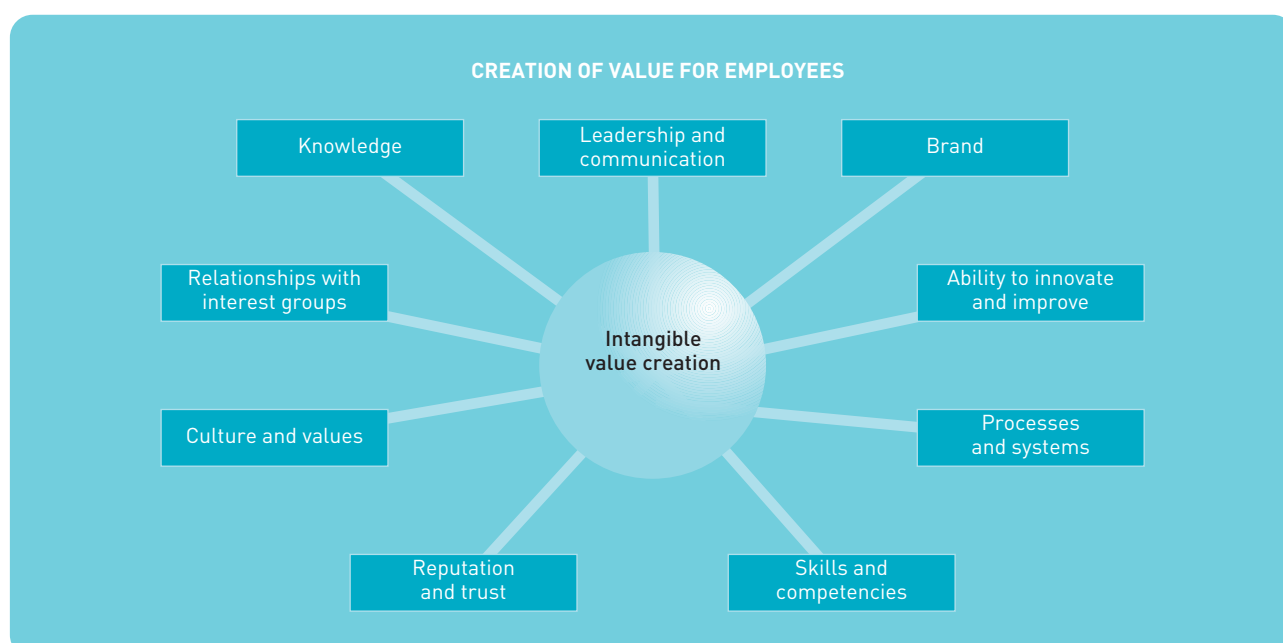 CREATION OF VALUE FOR EMPLOYEES
Knowledge
Leadership and
communication
Brand
Relationships with
interest groups
Ability to innovate
and improve
Intangible
value creation
Culture and values
Processes
and systems
Reputation
and trust
Skills and
competencies